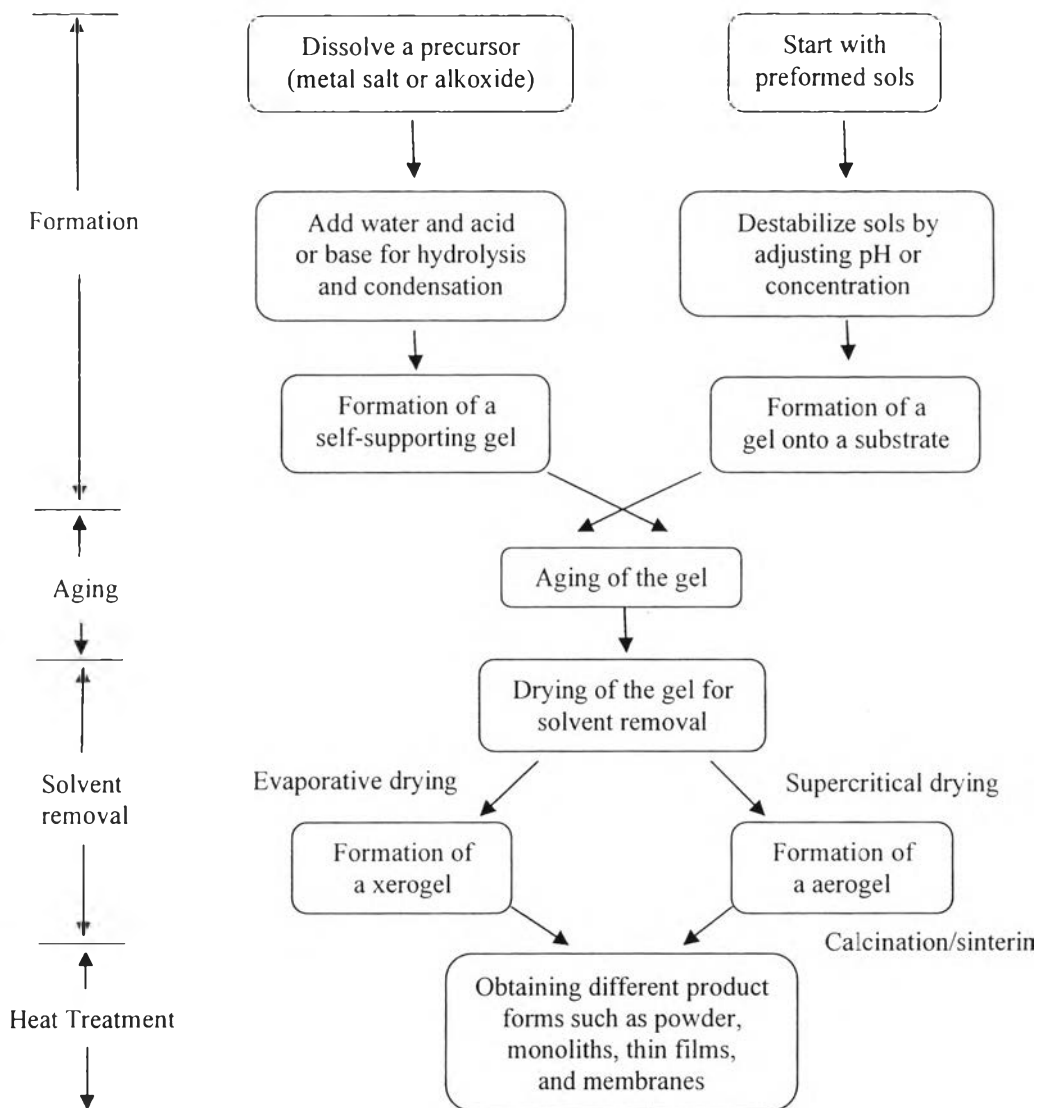 Dissolve a precursor
(metal salt or alkoxide)
Start with
preformed sols
Formation
Add water and acid
or base for hydrolysis
and condensation
Destabilize sols by
adjusting pH or
concentration
Formation of a
self-supporting gel
Formation of a
gel onto a substrate
Aging
Aging of the gel
Drying of the gel for
solvent removal
Solvent
removal
Evaporative drying
Supercritical drying
Formation of
a xerogel
Formation of
a aerogel
Calcination/sinterin
Heat Treatment
Obtaining different product
forms such as powder,
monoliths, thin films,
and membranes